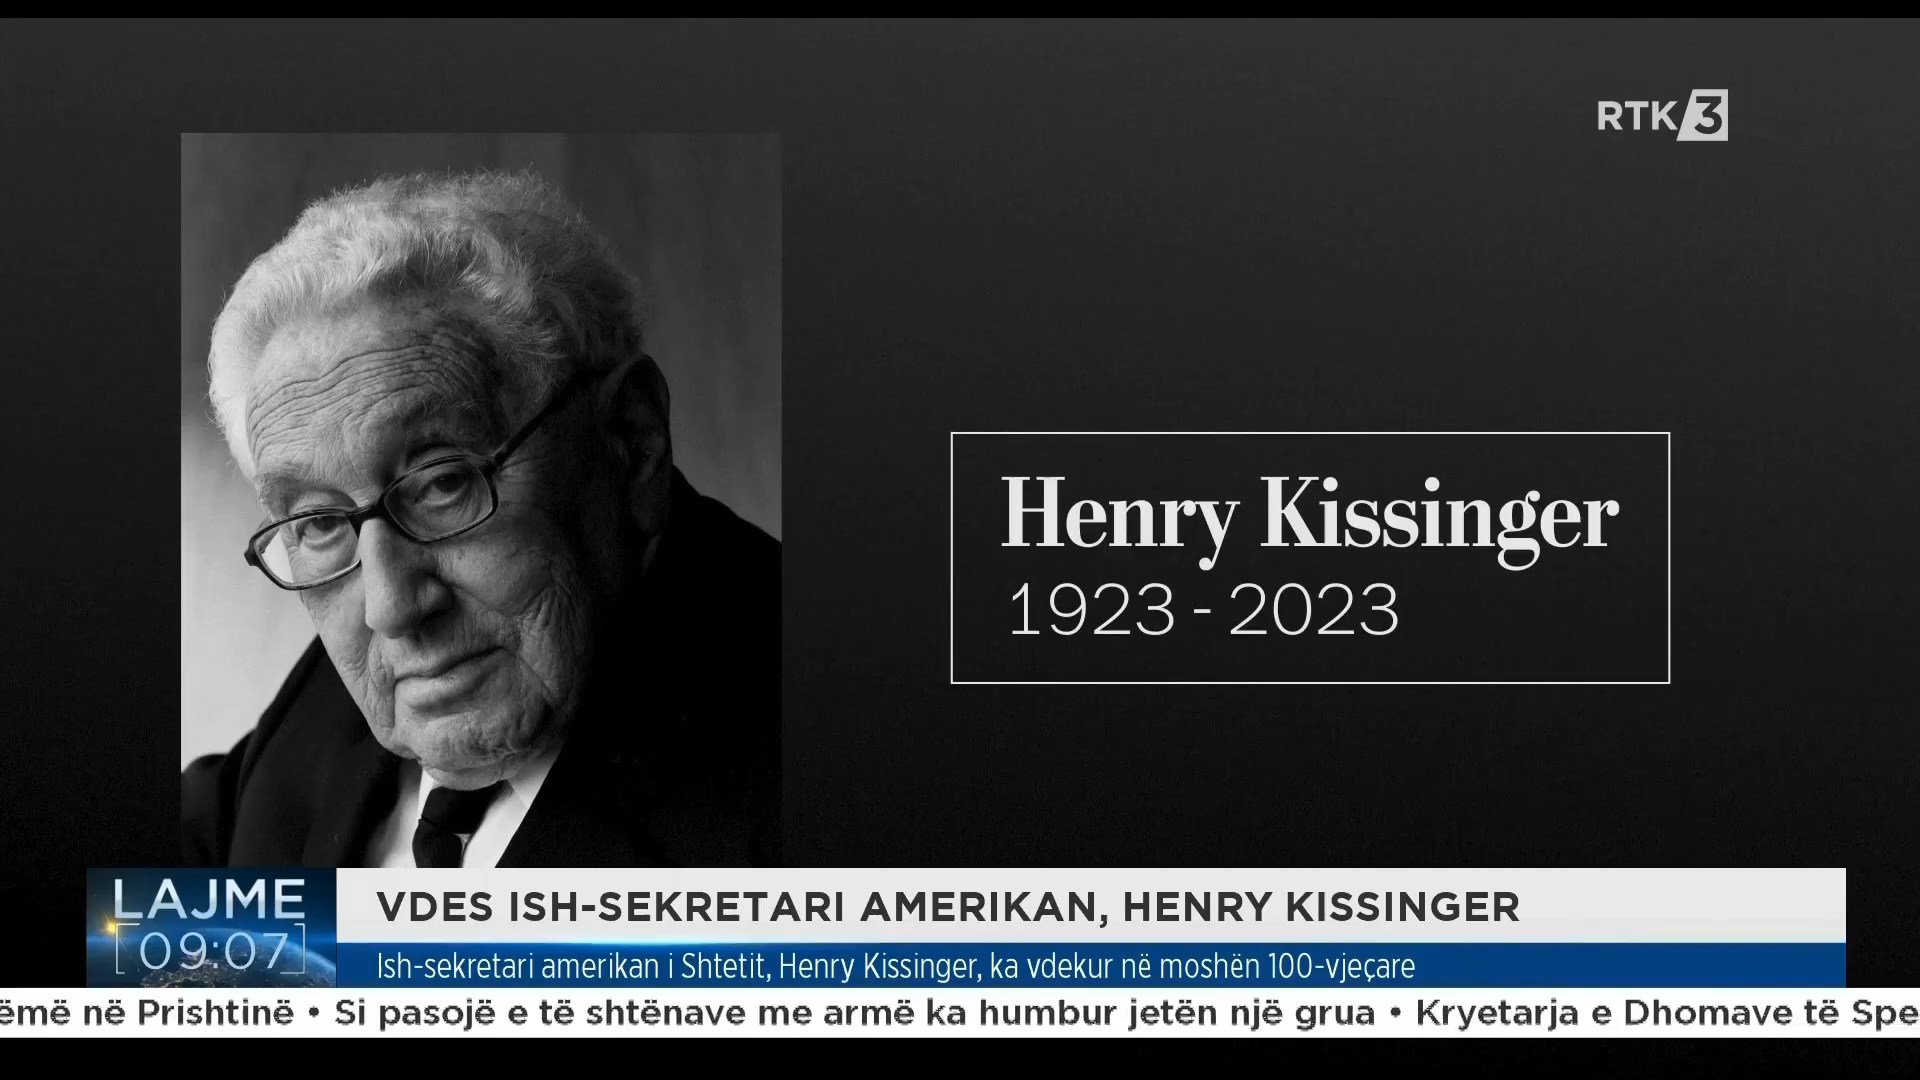 RTK 3
Henry Kissinger
1923 - 2023
LAJME
09:07
VDES ISH-SEKRETARI AMERIKAN, HENRY KISSINGER
Ish-sekretari amerikan i Shtetit, Henry Kissinger, ka vdekur në moshën 100-vjeçare
ëmë në Prishtinë • Si pasojë e të shtënave me armë ka humbur jetën një grua • Kryetarja e Dhomave të Spe